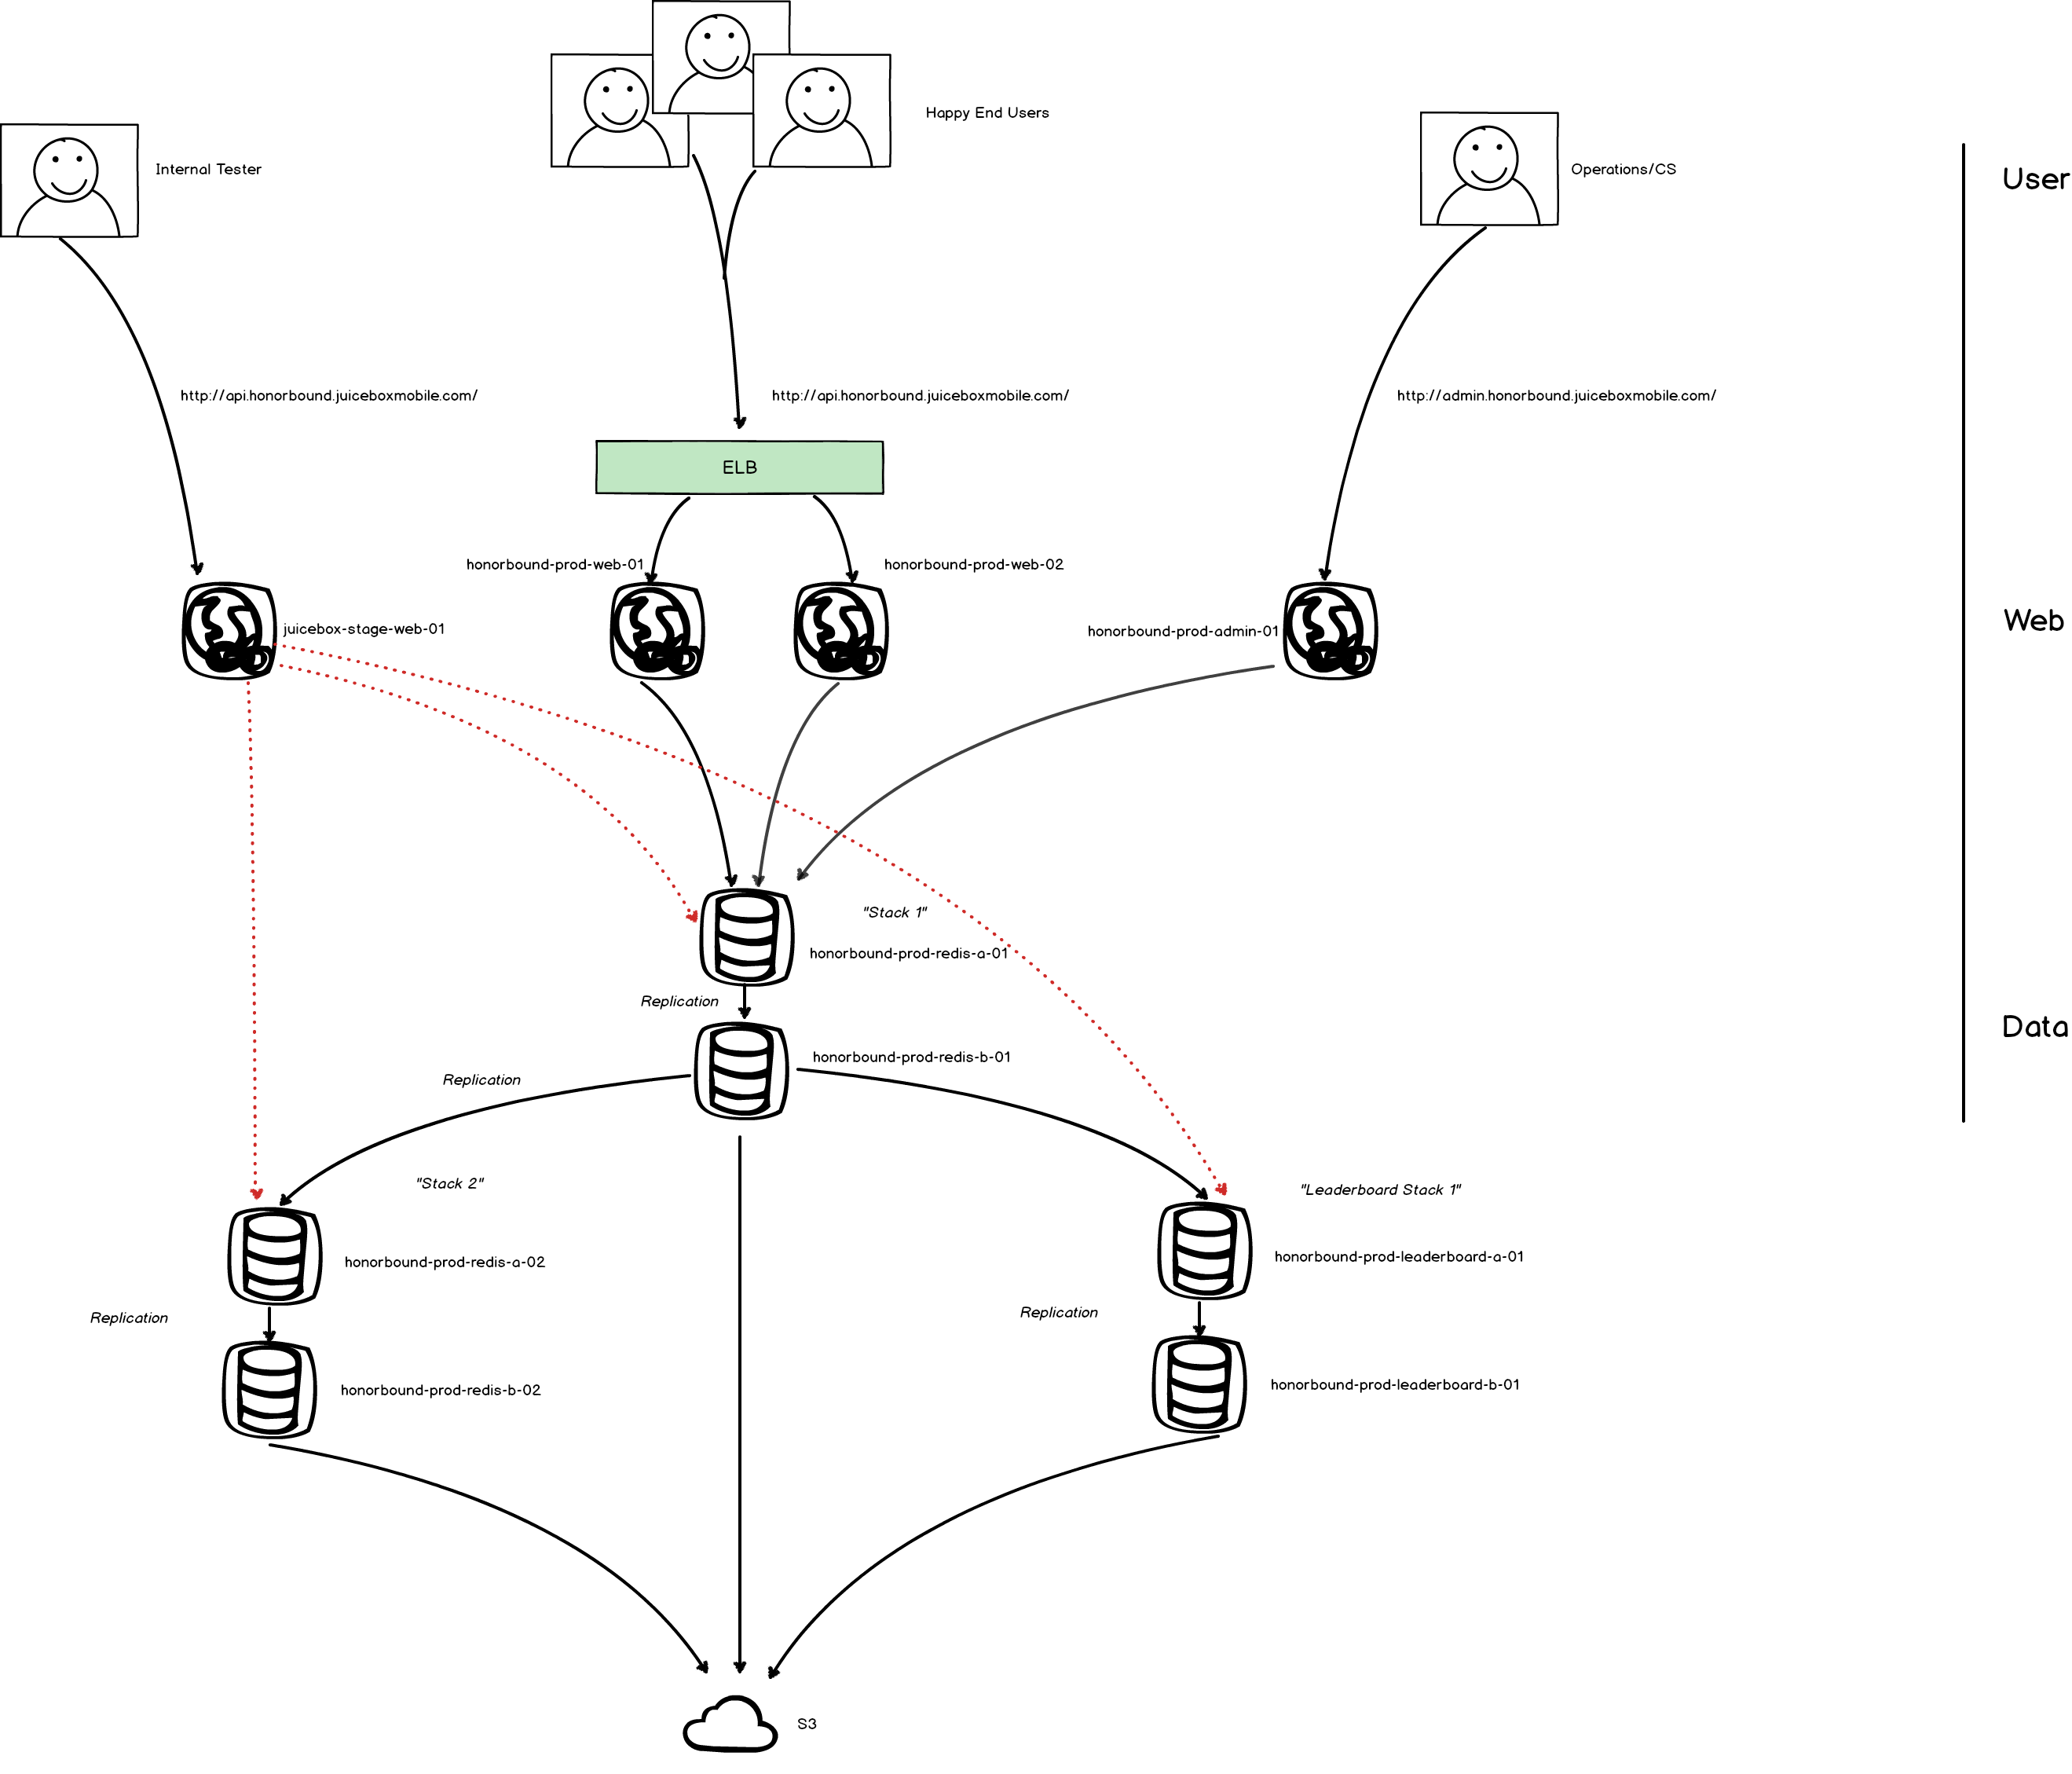 Happy End Users
Internal Tester
Operations/CS
User
http://api.honorbound.juiceboxmobile.com/
http://api.honorbound.juiceboxmobile.com/
http://admin.honorbound.juiceboxmobile.com/
ELB
honorbound-prod-web-01
honorbound-prod-web-02
juicebox-stage-web-01
honorbound-prod-admin-01
Web
"Stack 1"
honorbound-prod-redis-a-01
Replication
Data
honorbound-prod-redis-b-01
Replication
"Stack 2"
"Leaderboard Stack 1"
honorbound-prod-redis-a-02
honorbound-prod-leaderboard-a-01
Replication
Replication
honorbound-prod-redis-b-02
honorbound-prod-leaderboard-b-01
S3